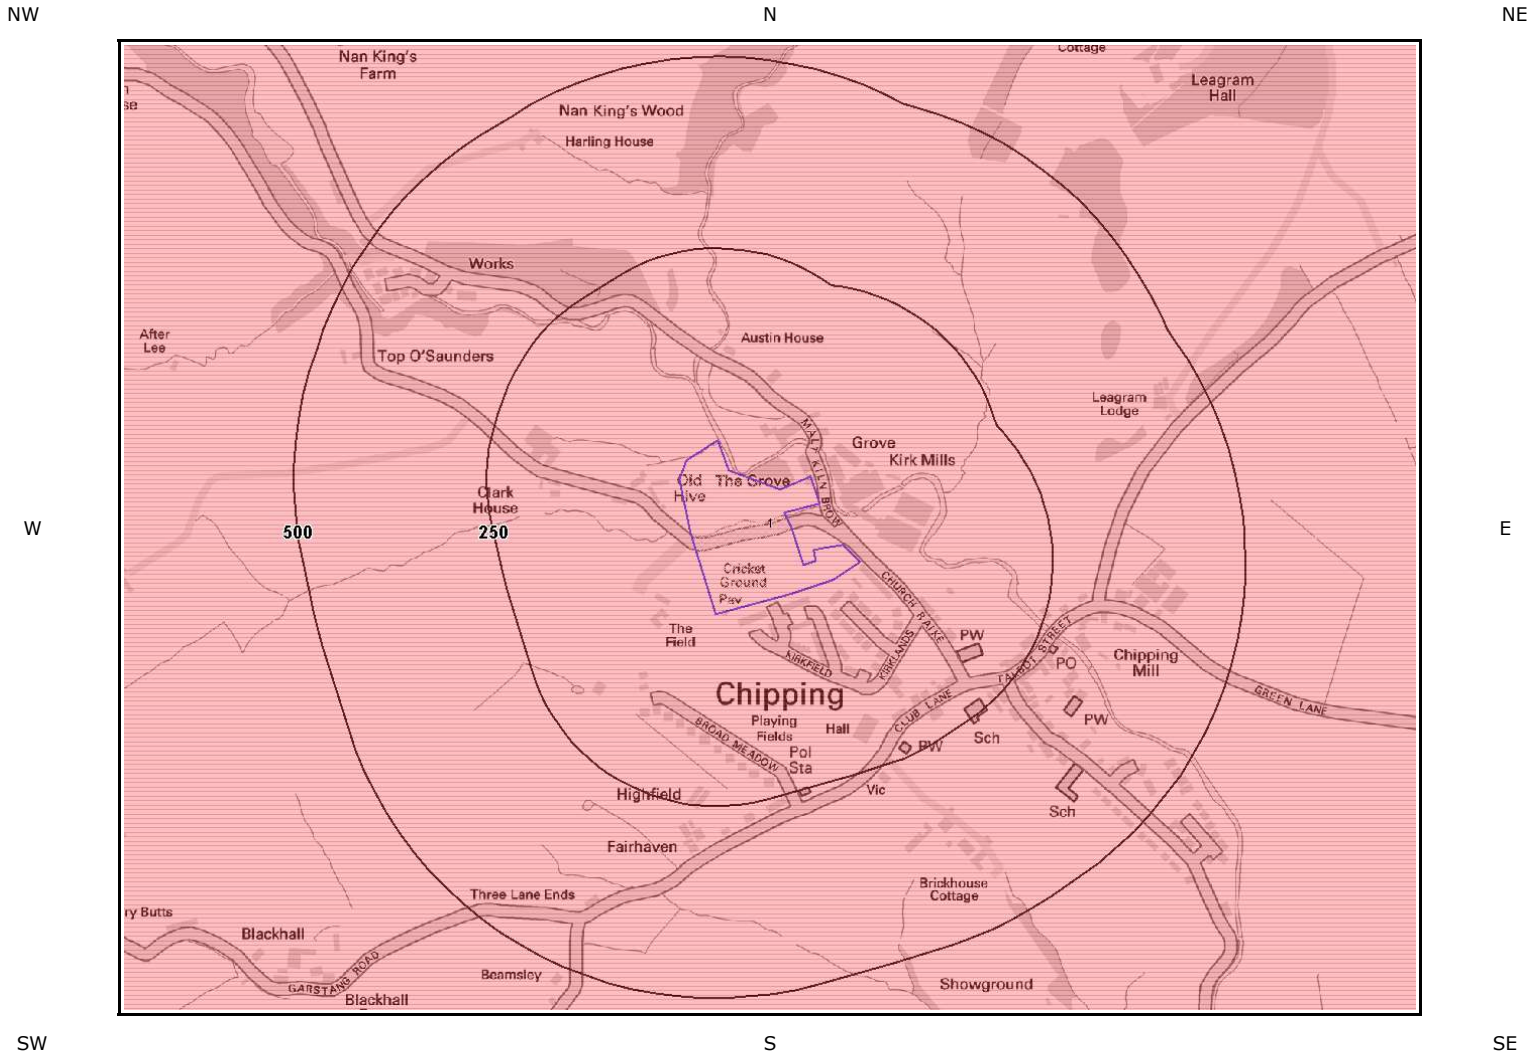 NW
N
NE
Nan King's
Farm
Cottage
Leagram
Hall
se
Nan King's Wood
Harling House
Works
After
Lee
Top O'Saunders
Austin House
Leagram
Lodge
MALT KILN BROW
Grove
Kirk Mills
Old
Hive
The Grove
Clark
House
W
500
250
E
Cricket
Ground
Pav
CHURCH RAIKE
The
Field
KIRKFIELD
KIRKLANDS
PW
TALBOT STREET
PO
Chipping
Mill
GREEN LANE
Chipping
Playing
Fields
Hall
CLUB LANE
PW
PW
Sch
BROAD MEADOW
Pol
Sta
Highfield
Vic
Sch
Fairhaven
Three Lane Ends
Brickhouse
Cottage
ry Butts
Blackhall
GARSTANG ROAD
Beamsley
Blackhall
Showground
SW
S
SE